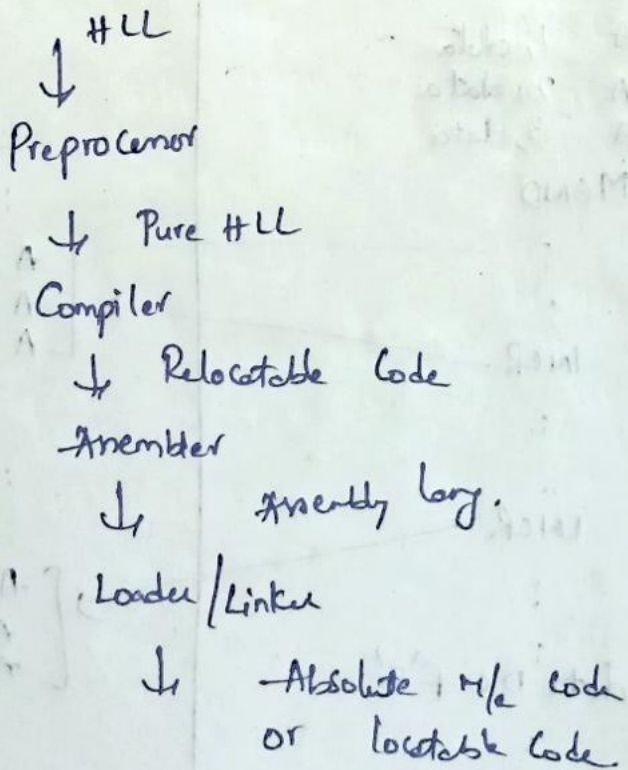 HLL
↓
Preprocessor
↓ Pure HLL
Compiler
↓ Relocatable Code
Assembler
↓ Assembly lang.
Loader/Linker
↓ Absolute M/c code
or locatable Code.